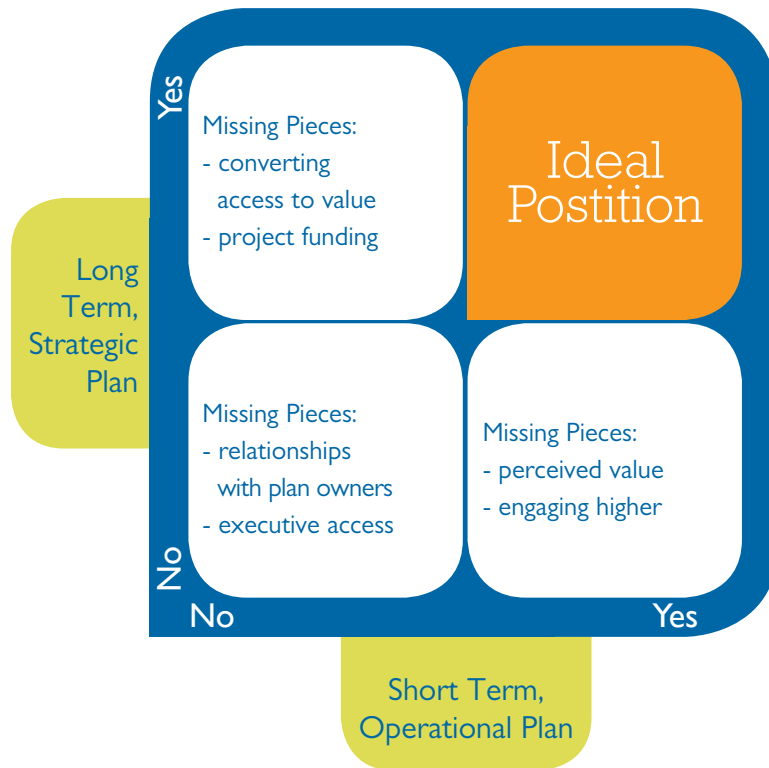 Yes
Missing Pieces:
- converting
access to value
- project funding
Ideal
Postition
Long
Term,
Strategic
Plan
Missing Pieces:
- relationships
with plan owners
- executive access
Missing Pieces:
- perceived value
- engaging higher
No
No
Yes
Short Term,
Operational Plan